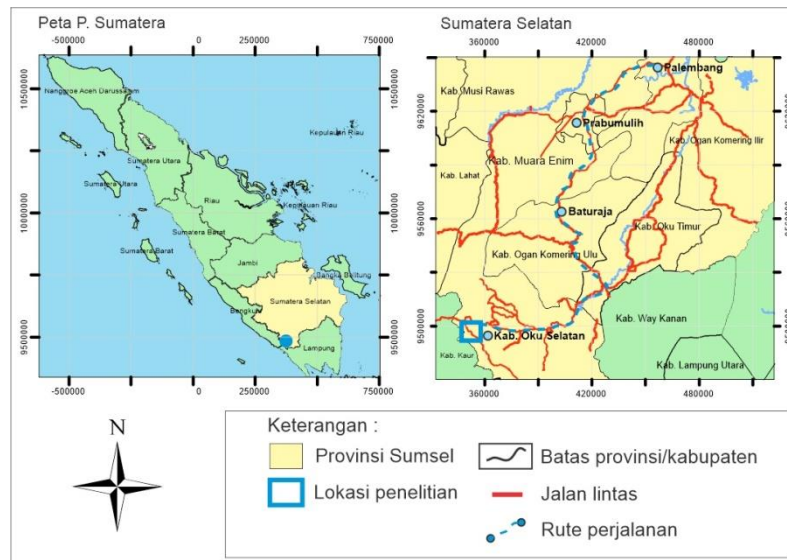 Peta P. Sumatera
-500000 -250000 0 250000 500000 750000
10500000
10000000
9500000
Nanggroe Aceh Darussalam
Sumatera Utara
Kepulauan Riau
Sumatera Utara
Riau
Kepulauan Riau
Sumatera Barat
Sumatera Barat
Jambi
Bangka Belitung
Sumatera Selatan
Bengkulu
Lampung
-500000 -250000 0 250000 500000 750000
Sumatera Selatan
360000 420000 480000
9620000
9560000
9500000
Palembang
Kab. Musi Rawas
Prabumulih
Kab. Ogan Komering Ilir
Kab. Muara Enim
Kab. Lahat
Baturaja
Kab. Oku Timur
Kab. Ogan Komering Ulu
Kab. Way Kanan
Kab. Oku Selatan
Kab. Kaur
Kab. Lampung Utara
360000 420000 480000
N
Keterangan :
Provinsi Sumsel
Batas provinsi/kabupaten
Lokasi penelitian
Jalan lintas
Rute perjalanan